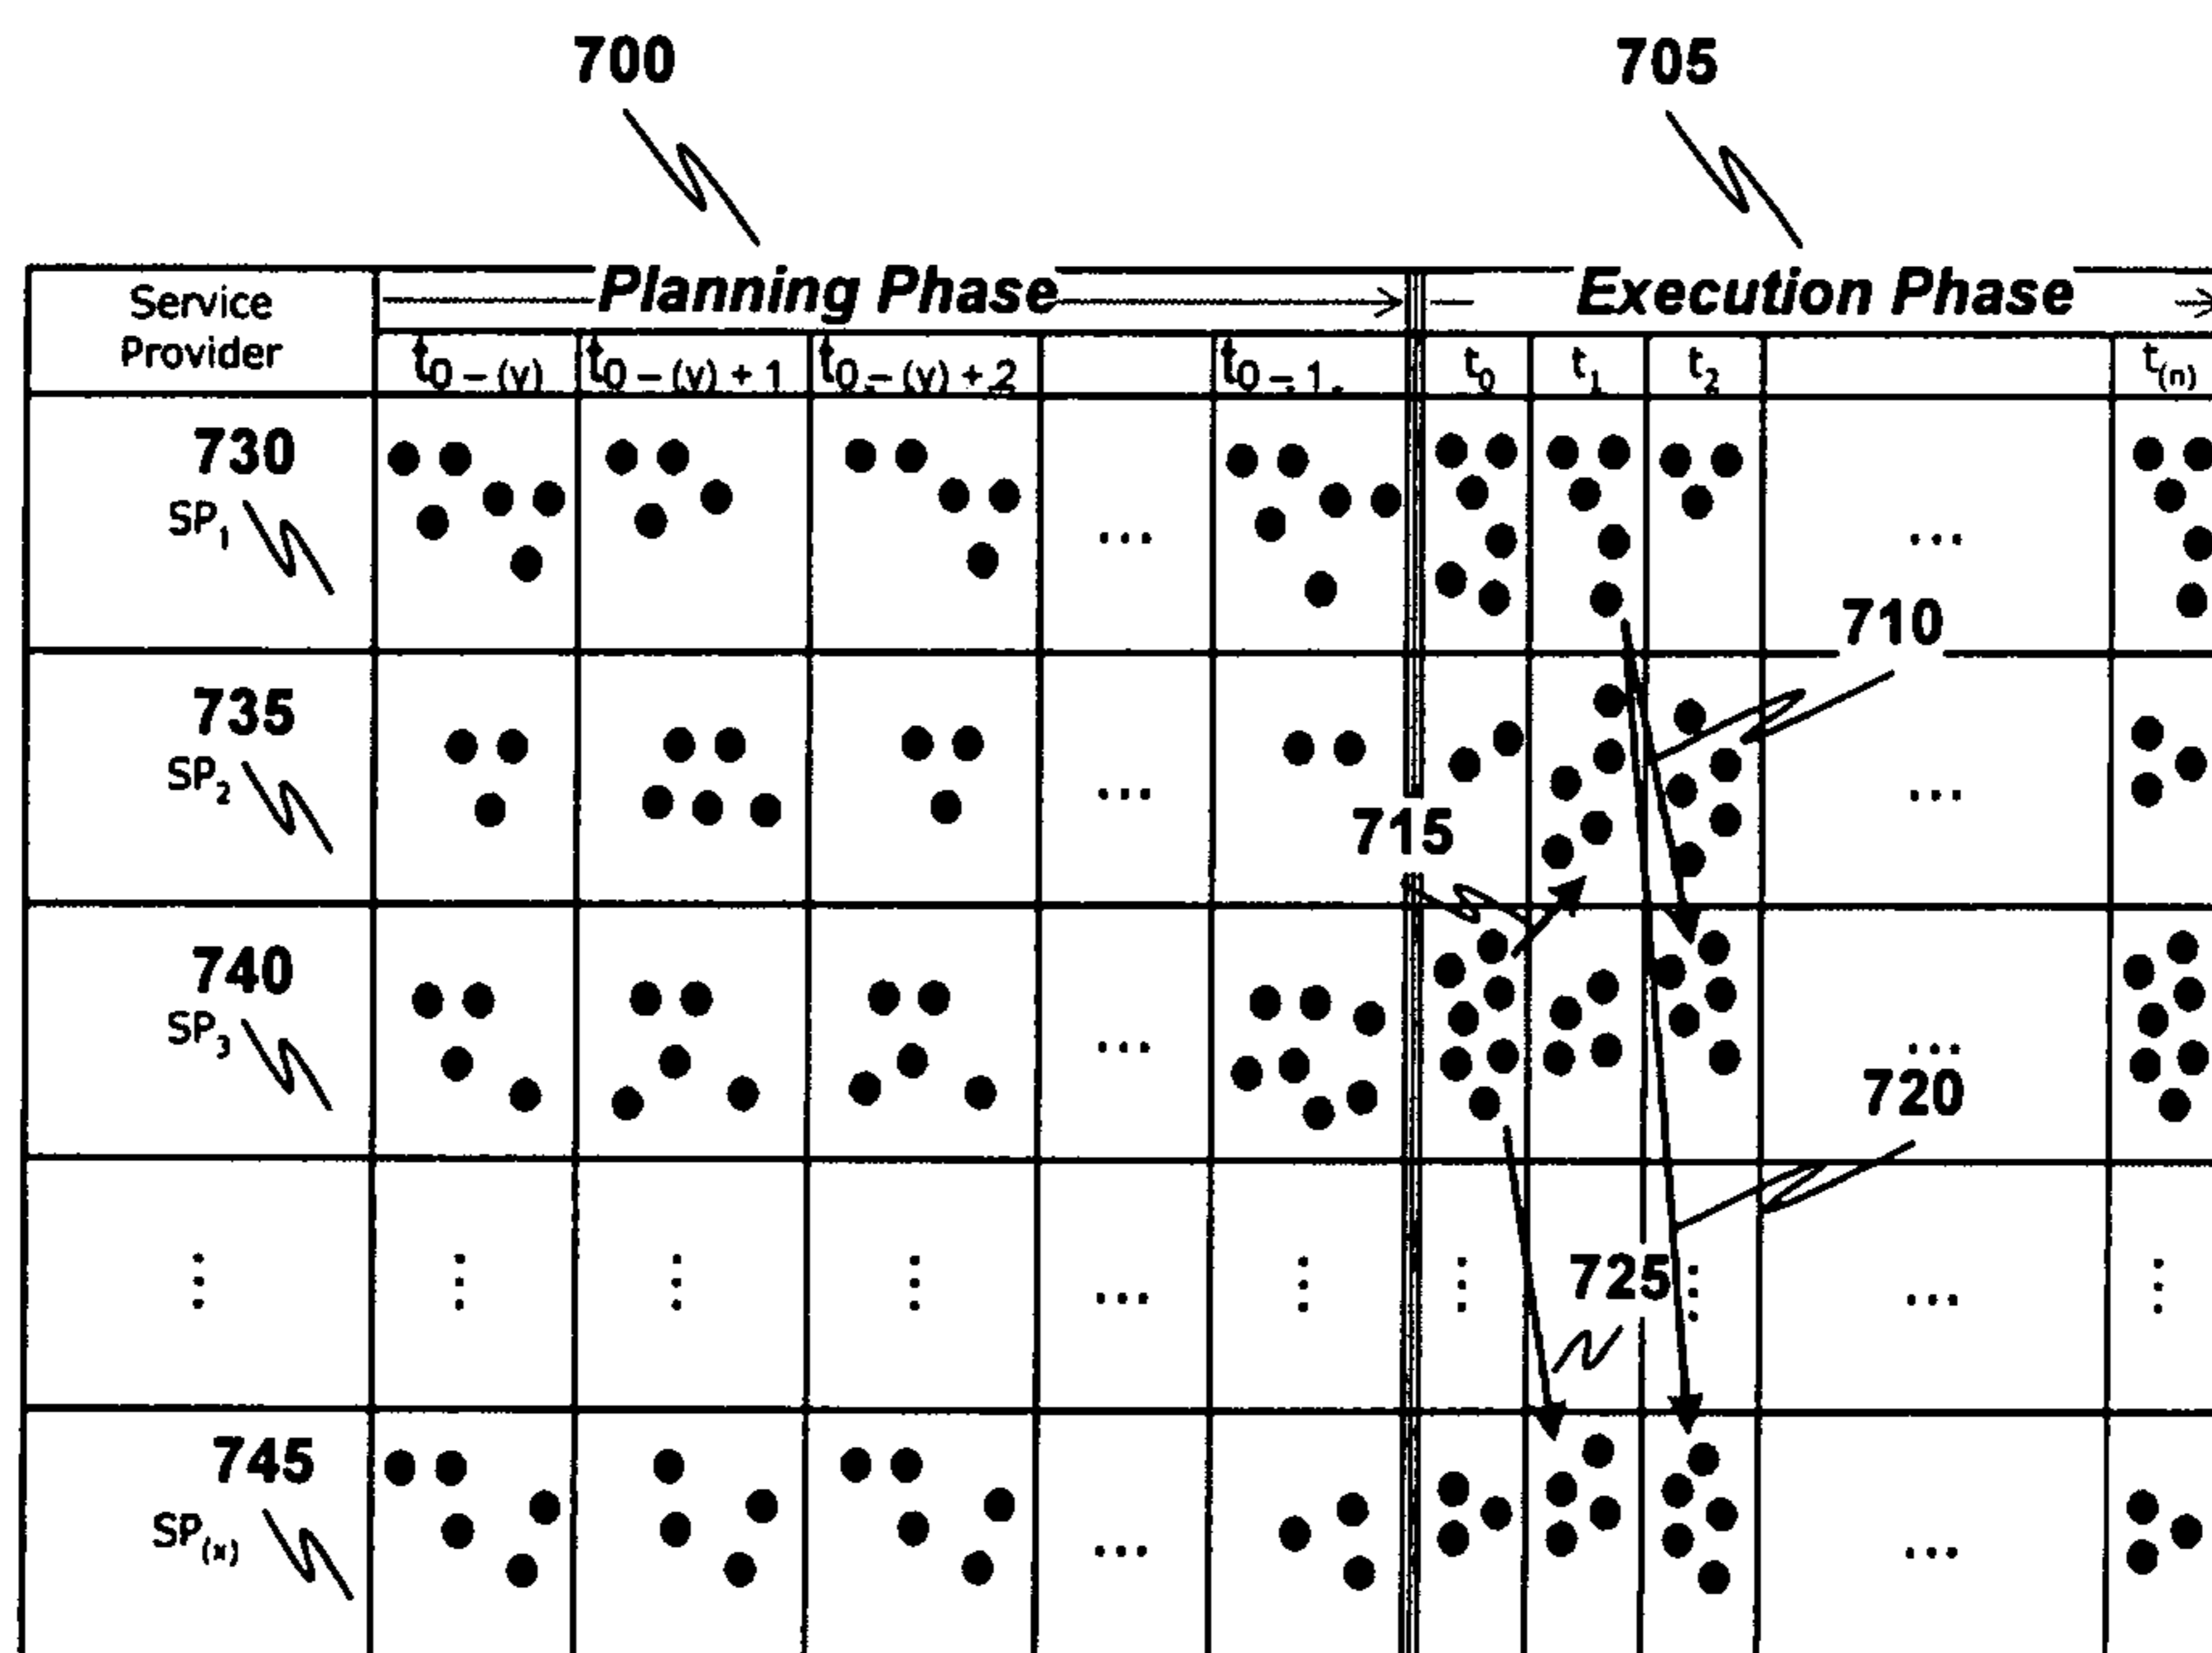 700 705
Service Provider
Planning Phase
Execution Phase
t0 – (y) t0 – (y) + 1 t0 – (y) + 2 t0 – 1 t0 t1 t2 t(n)
730
SP1
... ...
710
735
SP2
... ...
715
740
SP3
... ...
720
725
... ...
745
SP(x)
... ...